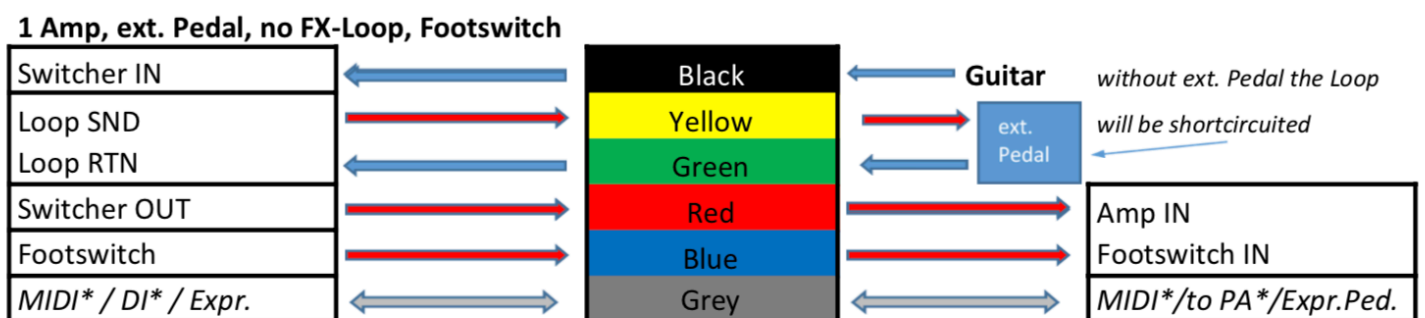 1 Amp, ext. Pedal, no FX-Loop, Footswitch
Switcher IN
Black
Guitar
without ext. Pedal the Loop
Loop SND
Yellow
ext.
will be shortcircuited
Loop RTN
Green
Pedal
Switcher OUT
Red
Amp IN
Footswitch
Blue
Footswitch IN
MIDI* / DI* / Expr.
Grey
MIDI*/to PA*/Expr.Ped.